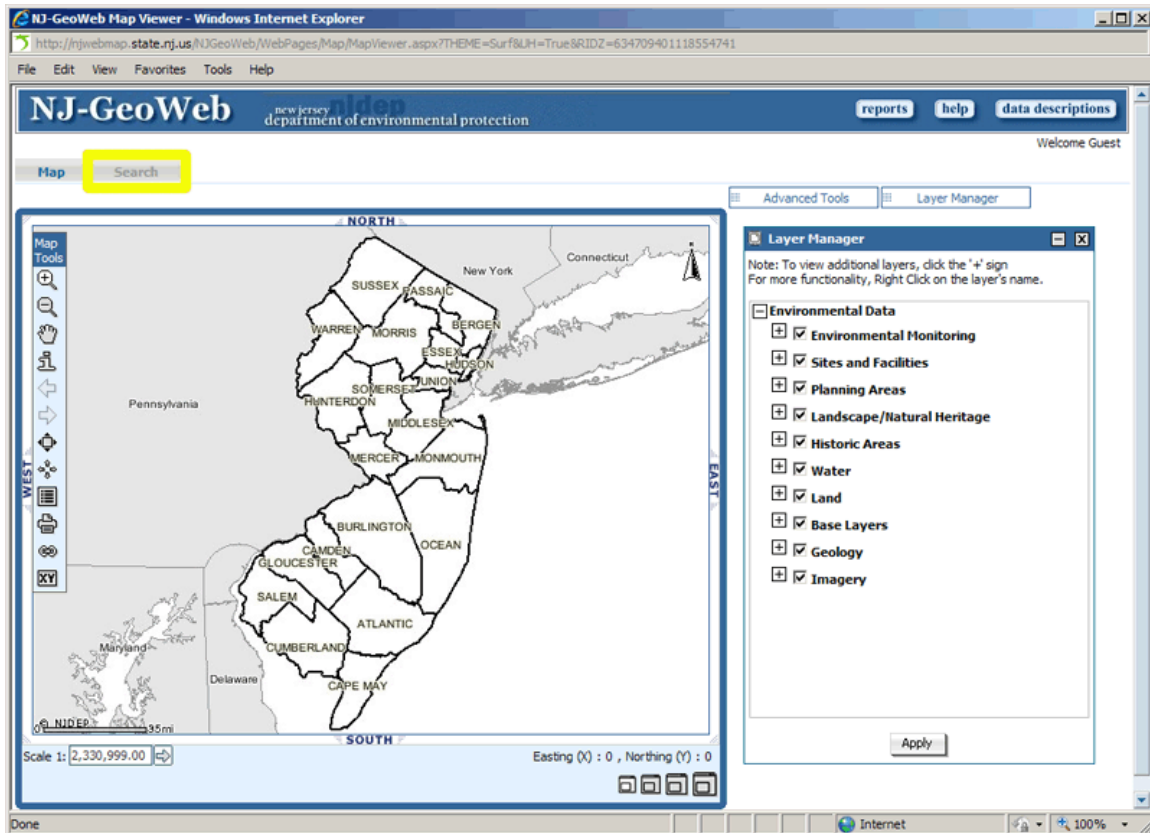 NJ-GeoWeb Map Viewer - Windows Internet Explorer
http://njwebmap.state.nj.us/NJGeoWeb/WebPages/Map/MapViewer.aspx?THEME=Surf&UH=True&RIDZ=634709401118554741
File Edit View Favorites Tools Help
NJ-GeoWeb
njdep
new jersey
department of environmental protection
reports help data descriptions
Welcome Guest
Map Search
Advanced Tools Layer Manager
NORTH
Map
Tools
Connecticut
New York
SUSSEX
PASSAIC
WARREN
MORRIS
BERGEN
ESSEX
HUDSON
UNION
SOMERSET
HUNTERDON
Pennsylvania
MIDDLESEX
MERCER
MONMOUTH
WEST
EAST
BURLINGTON
OCEAN
CAMDEN
GLOUCESTER
SALEM
ATLANTIC
CUMBERLAND
Maryland
Delaware
CAPE MAY
© NJDEP
0 35mi
XY
SOUTH
Scale 1: 2,330,999.00
Easting (X) : 0 , Northing (Y) : 0
Layer Manager
Note: To view additional layers, click the '+' sign
For more functionality, Right Click on the layer's name.
Environmental Data
Environmental Monitoring
Sites and Facilities
Planning Areas
Landscape/Natural Heritage
Historic Areas
Water
Land
Base Layers
Geology
Imagery
Apply
Done Internet 100%